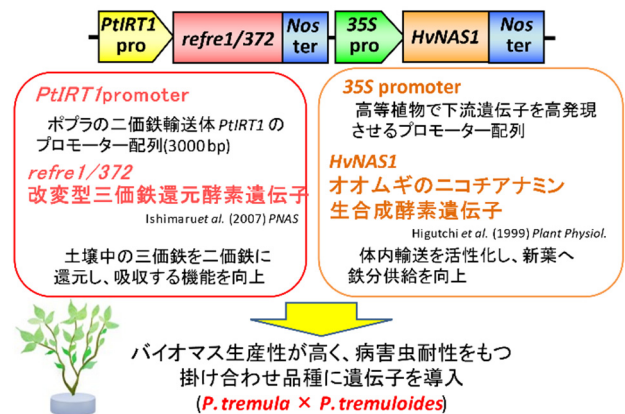 PtIRT1 pro
refre1/372
Nos ter
35S pro
HvNAS1
Nos ter
PtIRT1promoter
ポプラの二価鉄輸送体PtIRT1の
プロモーター配列(3000bp)
refre1/372
改変型三価鉄還元酵素遺伝子
Ishimaruet al. (2007) PNAS
土壌中の三価鉄を二価鉄に
還元し、吸収する機能を向上
35S promoter
高等植物で下流遺伝子を高発現
させるプロモーター配列
HvNAS1
オオムギのニコチアナミン
生合成酵素遺伝子
Higutchi et al. (1999) Plant Physiol.
体内輸送を活性化し、新葉へ
鉄分供給を向上
バイオマス生産性が高く、病害虫耐性をもつ
掛け合わせ品種に遺伝子を導入
(P. tremula × P. tremuloides)